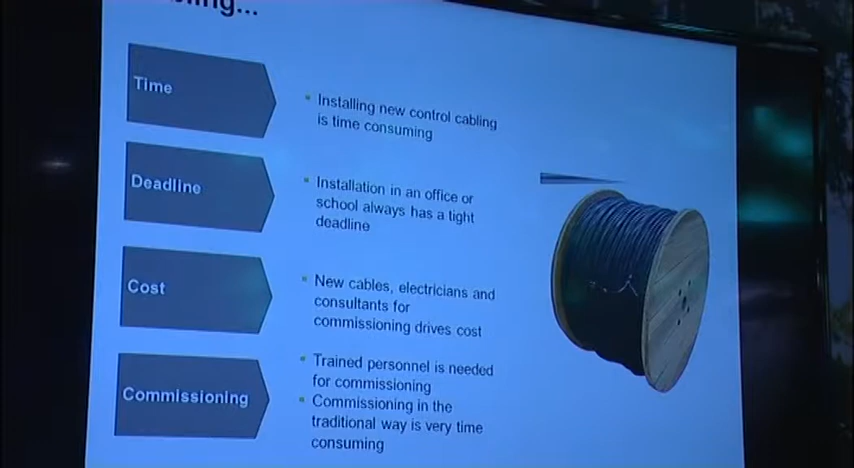 Time
Installing new control cabling
is time consuming
Deadline
Installation in an office or
school always has a tight
deadline
Cost
New cables, electricians and
consultants for
commissioning drives cost
Commissioning
Trained personnel is needed
for commissioning
Commissioning in the
traditional way is very time
consuming